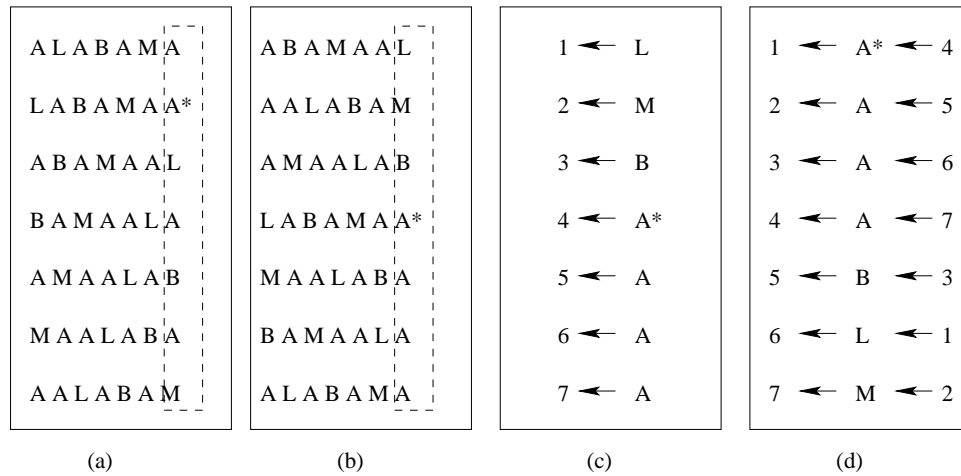 A L A B A M A A B A M A A L 1 L 1 A* 4
L A B A M A A* A A L A B A M 2 M 2 A 5
A B A M A A L A M A A L A B 3 B 3 A 6
B A M A A L A L A B A M A A* 4 A* 4 A 7
A M A A L A B M A A L A B A 5 A 5 B 3
M A A L A B A B A M A A L A 6 A 6 L 1
A A L A B A M A L A B A M A 7 A 7 M 2
(a) (b) (c) (d)